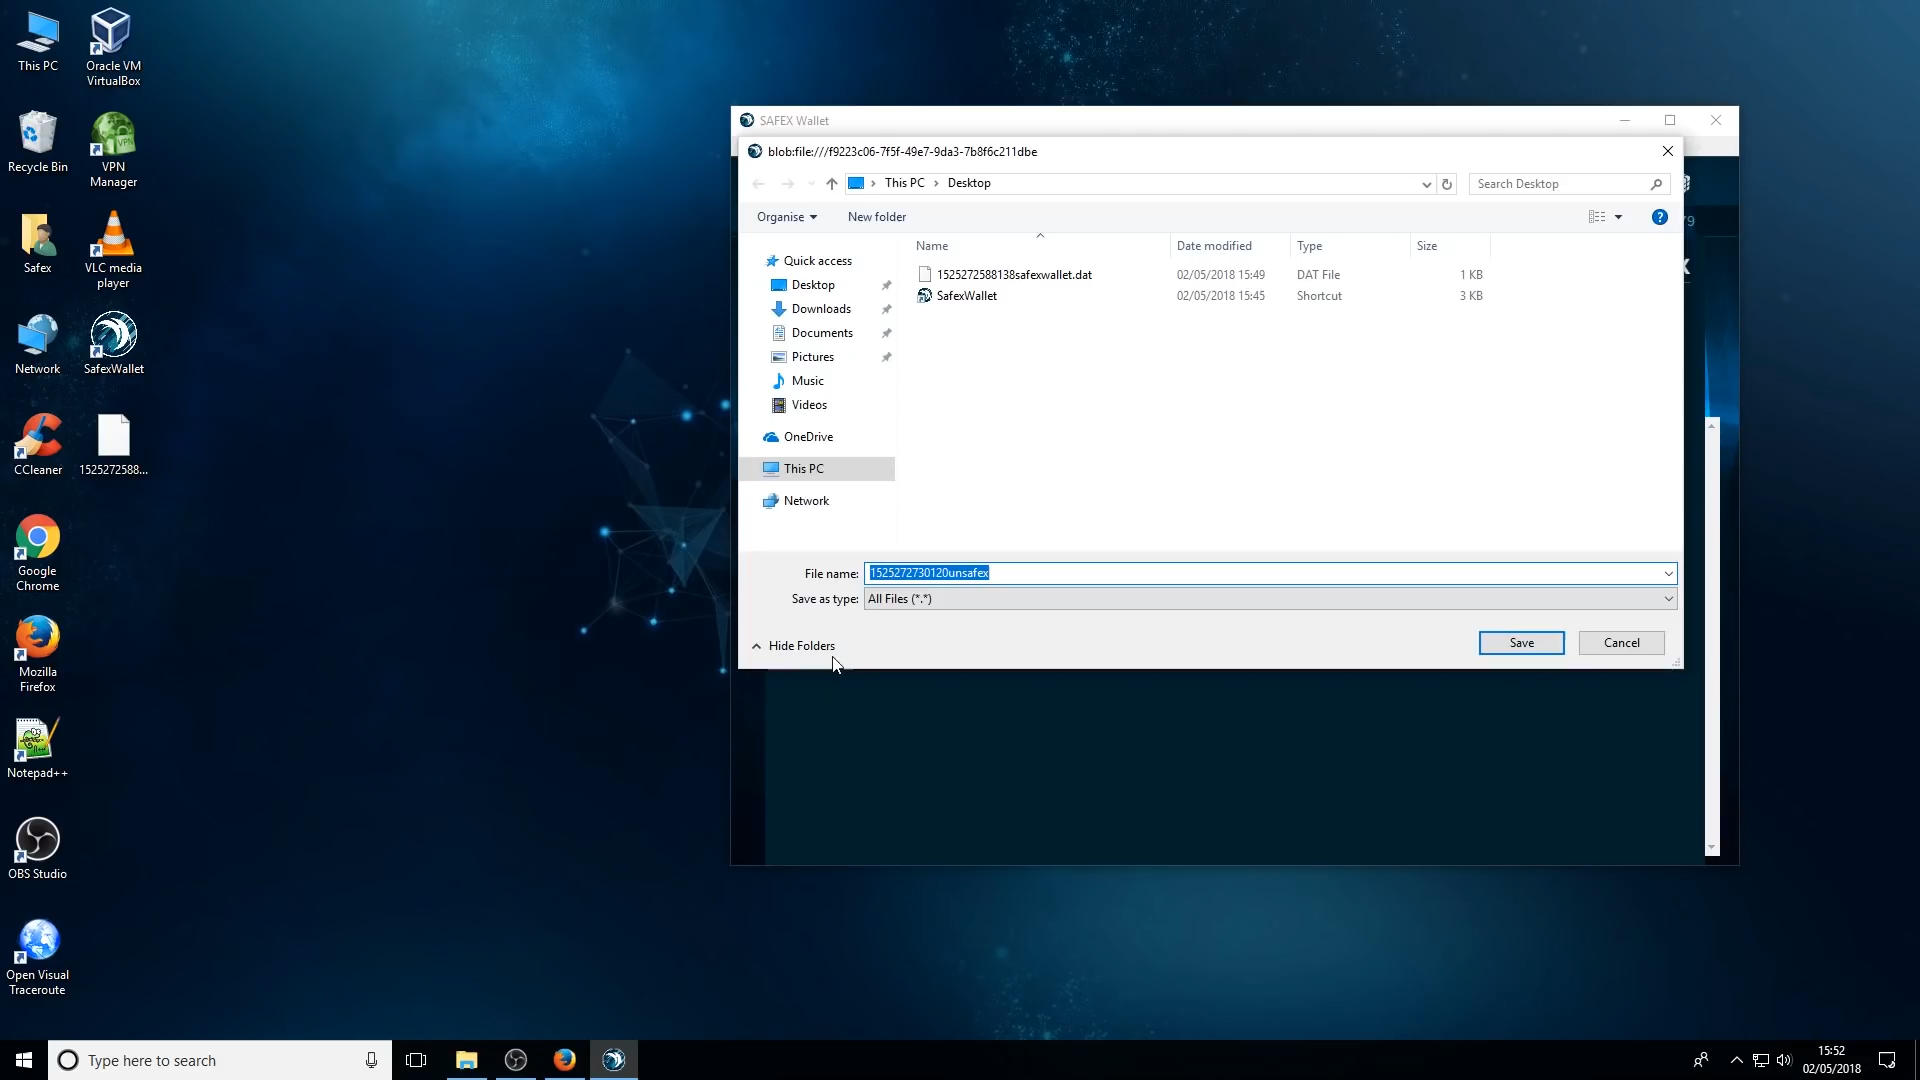 This PC
Oracle VM
VirtualBox
Recycle Bin
VPN
Manager
Safex
VLC media
player
Network
SafexWallet
CCleaner
1525272588...
Google
Chrome
Mozilla
Firefox
Notepad++
OBS Studio
Open Visual
Traceroute
SAFEX Wallet
blob:file:///f9223c06-7f5f-49e7-9da3-7b8f6c211dbe
This PC > Desktop
Search Desktop
Organise
New folder
Name
Date modified
Type
Size
1525272588138safexwallet.dat
02/05/2018 15:49
DAT File
1 KB
SafexWallet
02/05/2018 15:45
Shortcut
3 KB
Quick access
Desktop
Downloads
Documents
Pictures
Music
Videos
OneDrive
This PC
Network
File name: 1525272730120unsafex
Save as type: All Files (*.*)
Hide Folders
Save
Cancel
Type here to search
15:52
02/05/2018